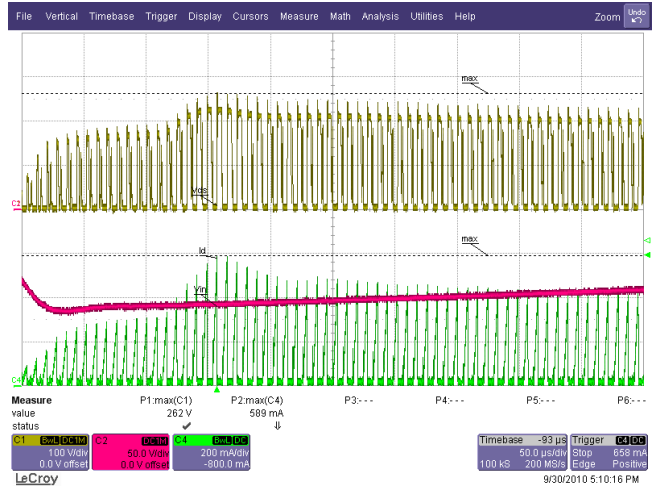 File Vertical Timebase Trigger Display Cursors Measure Math Analysis Utilities Help Zoom Undo
max
C2
Vds
max
Id
Vin
C4
Measure P1:max(C1) P2:max(C4) P3:- - - P4:- - - P5:- - - P6:- - -
value 262 V 589 mA
status
C1 BwL DC1M C2 DC1M C4 BwL DC Timebase -93 µs Trigger C4 DC
100 V/div 50.0 V/div 200 mA/div 50.0 µs/div Stop 658 mA
0.0 V offset 0.0 V offset -800.0 mA 100 kS 200 MS/s Edge Positive
LeCroy 9/30/2010 5:10:16 PM